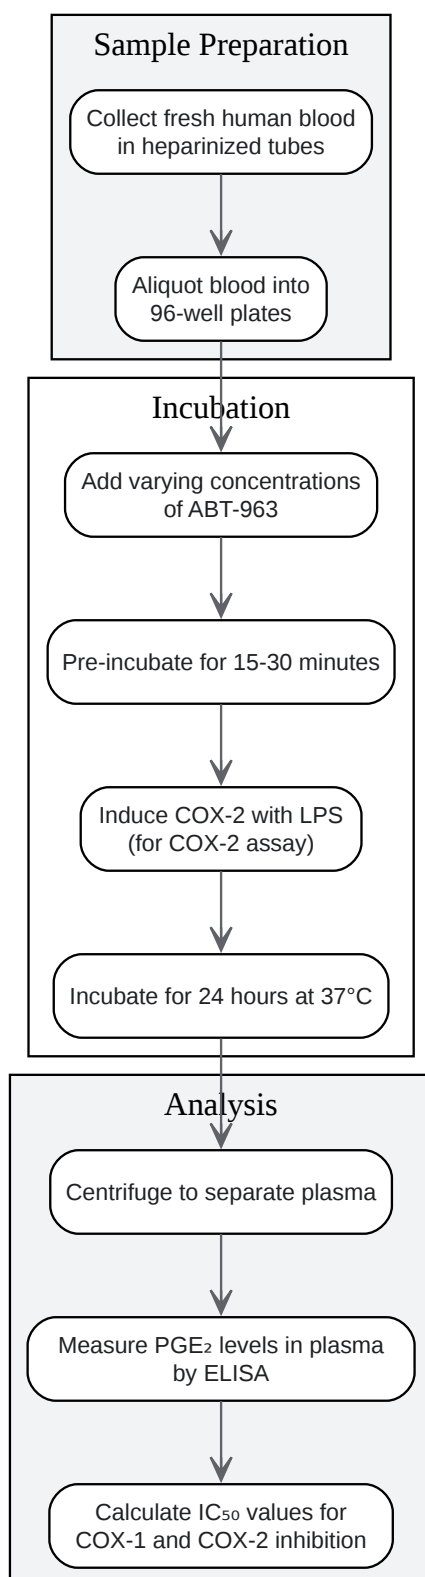 Sample Preparation
Collect fresh human blood
in heparinized tubes
Aliquot blood into
96-well plates
Incubation
Add varying concentrations
of ABT-963
Pre-incubate for 15-30 minutes
Induce COX-2 with LPS
(for COX-2 assay)
Incubate for 24 hours at 37°C
Analysis
Centrifuge to separate plasma
Measure PGE₂ levels in plasma
by ELISA
Calculate IC₅₀ values for
COX-1 and COX-2 inhibition